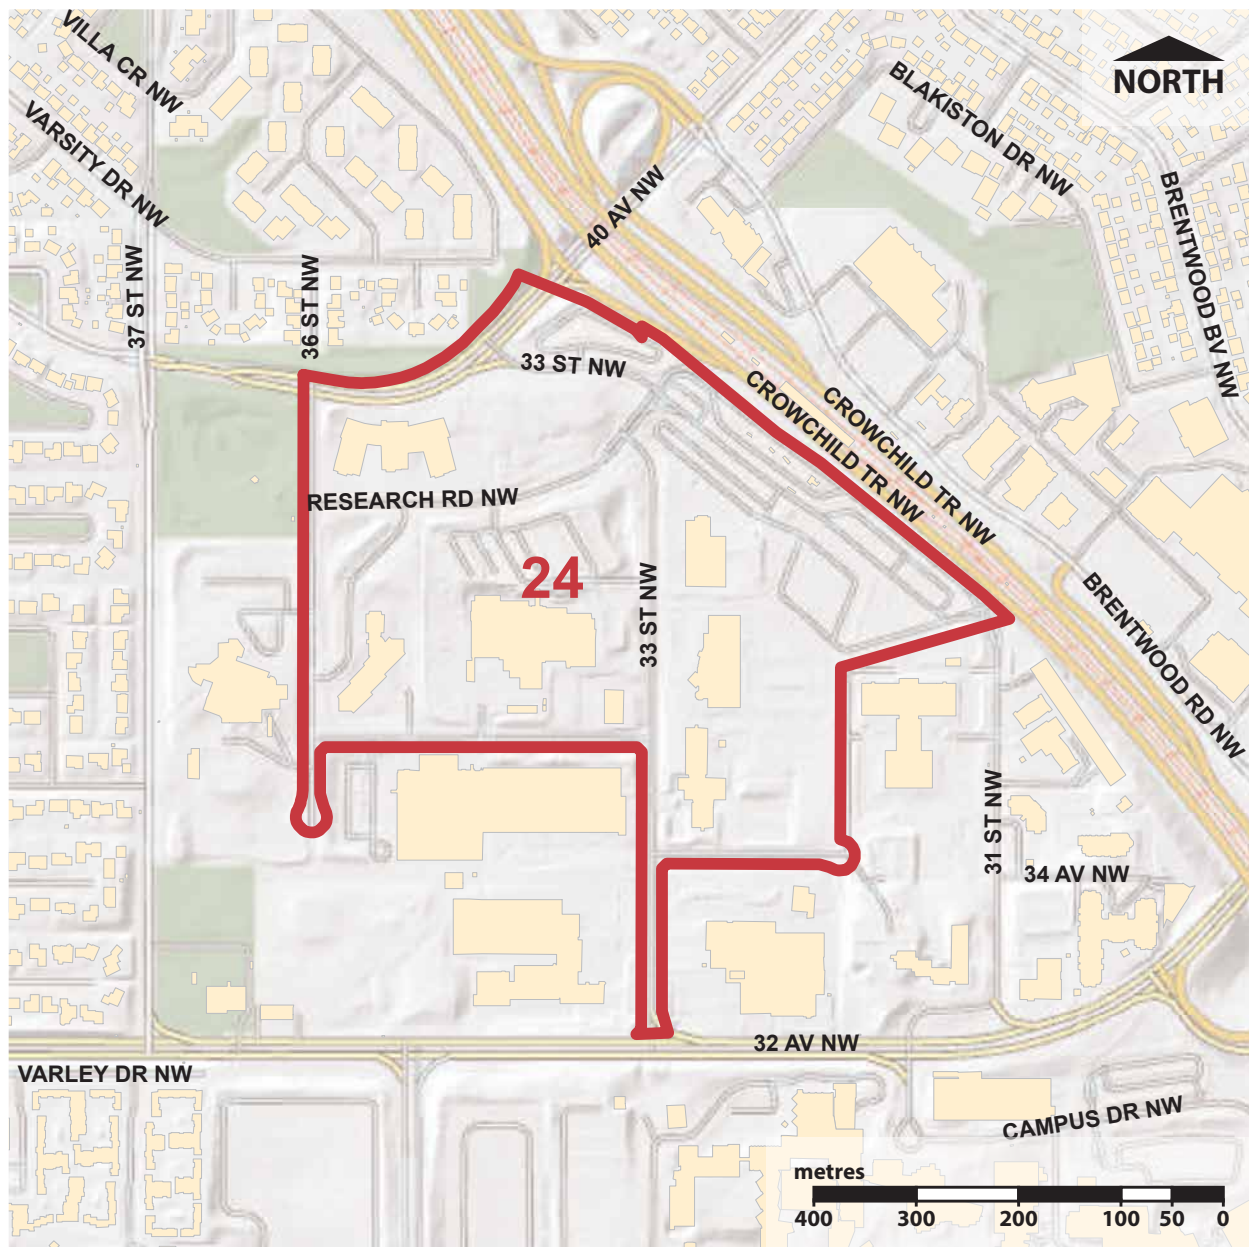 VILLA CR NW
NORTH
BLAKISTON DR NW
VARSITY DR NW
40 AV NW
BRENTWOOD BV NW
37 ST NW
36 ST NW
33 ST NW
CROWCHILD TR NW
CROWCHILD TR NW
RESEARCH RD NW
24
33 ST NW
BRENTWOOD RD NW
31 ST NW
34 AV NW
32 AV NW
VARLEY DR NW
CAMPUS DR NW
metres
400 300 200 100 50 0